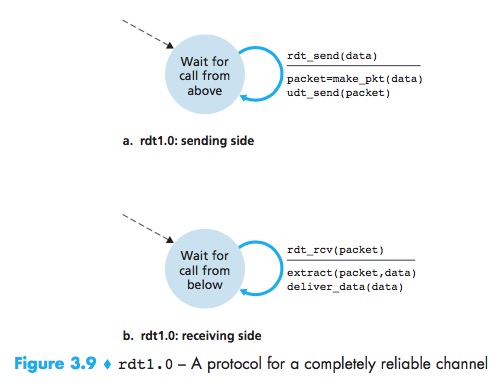 Wait for
call from
above
rdt_send(data)
packet=make_pkt(data)
udt_send(packet)
a. rdt1.0: sending side
Wait for
call from
below
rdt_rcv(packet)
extract(packet,data)
deliver_data(data)
b. rdt1.0: receiving side
Figure 3.9 ♦ rdt1.0 – A protocol for a completely reliable channel